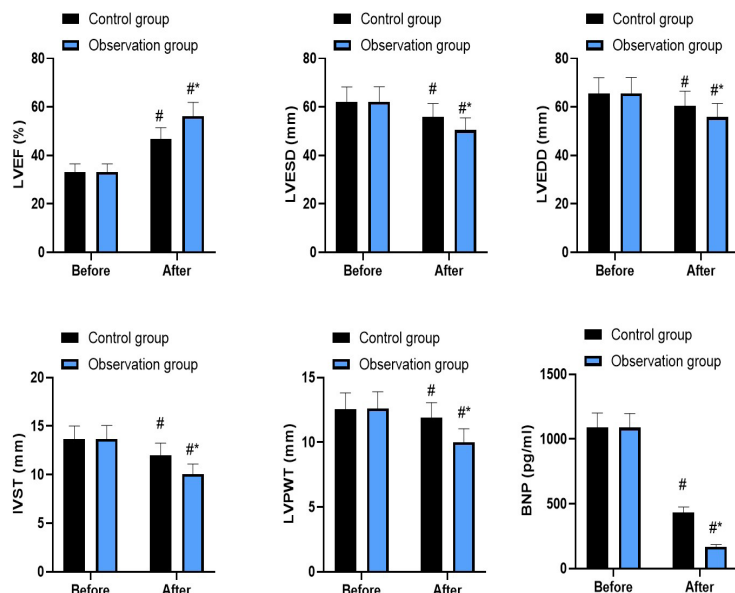 Control group
Observation group
80
60
40
20
0
LVEF (%)
#
#*
Before
After
Control group
Observation group
80
60
40
20
0
LVESD (mm)
#
#*
Before
After
Control group
Observation group
80
60
40
20
0
LVEDD (mm)
#
#*
Before
After
Control group
Observation group
20
15
10
5
0
IVST (mm)
#
#*
Before
After
Control group
Observation group
15
10
5
0
LVPWT (mm)
#
#*
Before
After
Control group
Observation group
1500
1000
500
0
BNP (pg/ml)
#
#*
Before
After